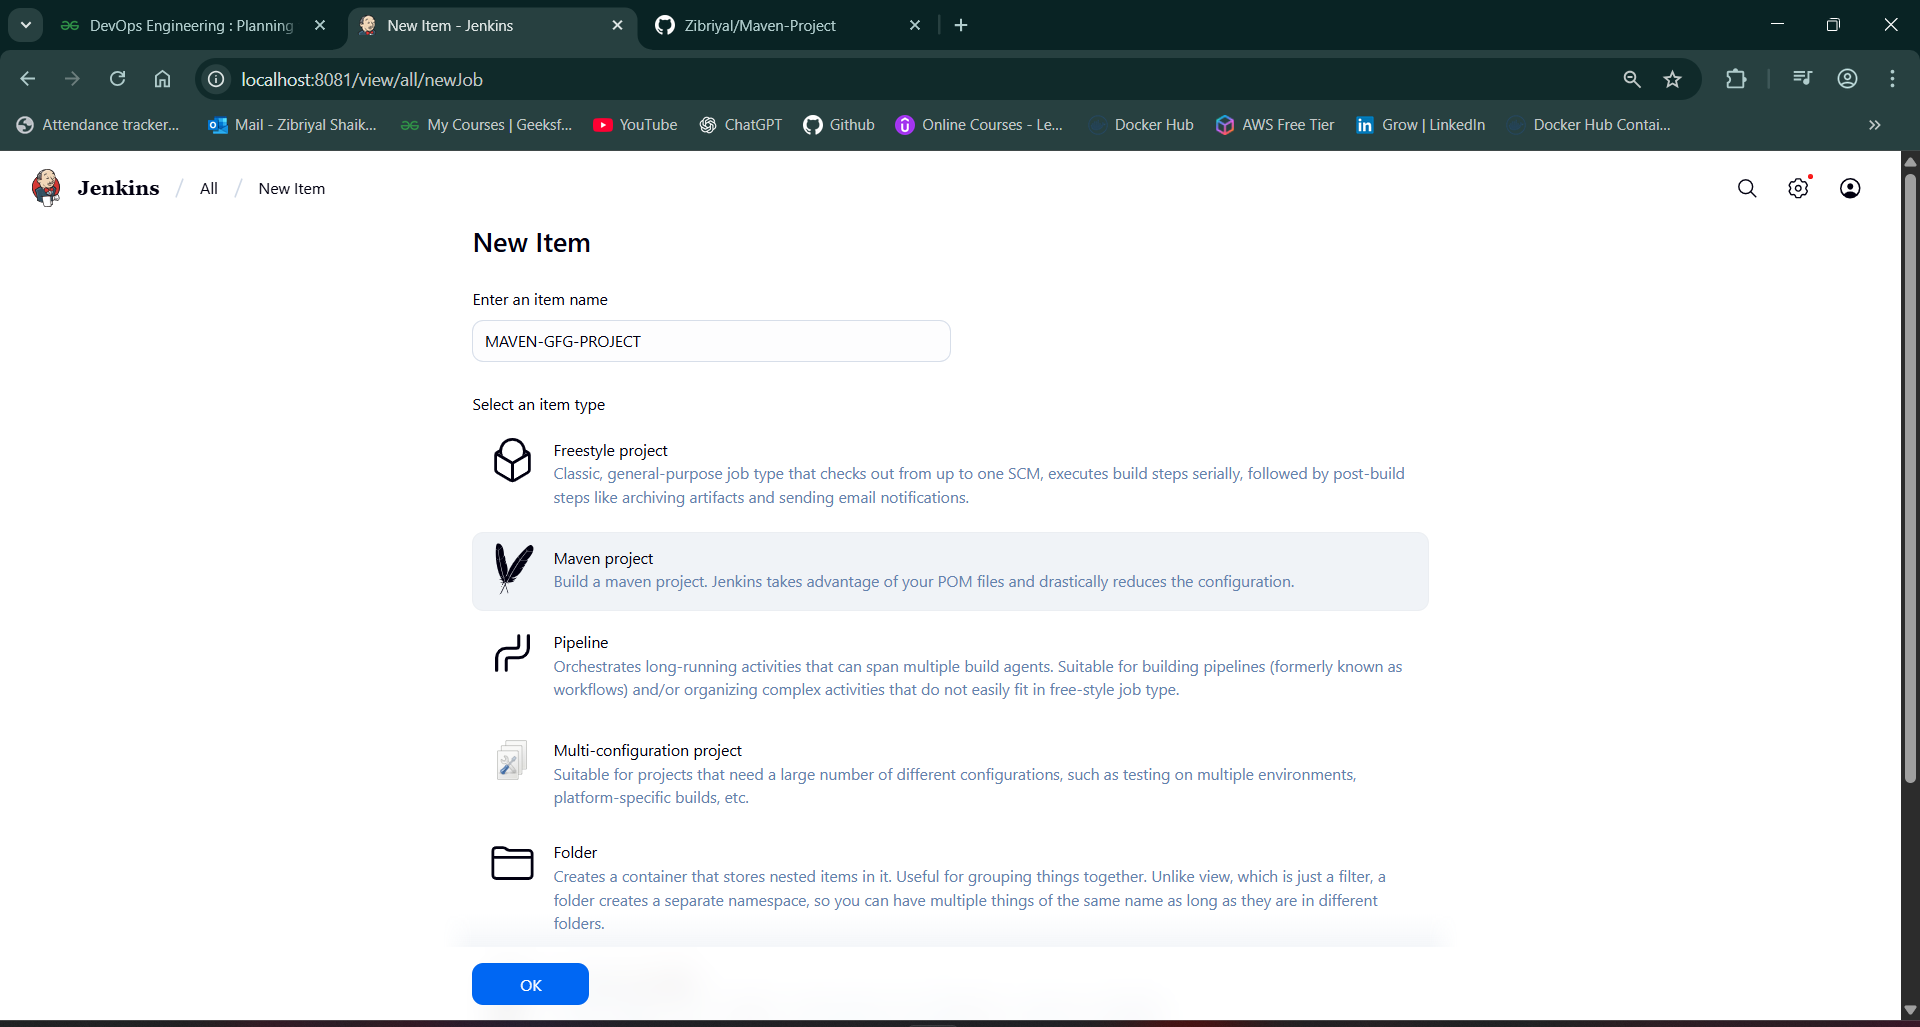 DevOps Engineering : Planning
New Item - Jenkins
Zibriyal/Maven-Project
localhost:8081/view/all/newJob
Attendance tracker...
Mail - Zibriyal Shaik...
My Courses | Geeksf...
YouTube
ChatGPT
Github
Online Courses - Le...
Docker Hub
AWS Free Tier
Grow | LinkedIn
Docker Hub Contai...
Jenkins / All / New Item
New Item
Enter an item name
MAVEN-GFG-PROJECT
Select an item type
Freestyle project
Classic, general-purpose job type that checks out from up to one SCM, executes build steps serially, followed by post-build
steps like archiving artifacts and sending email notifications.
Maven project
Build a maven project. Jenkins takes advantage of your POM files and drastically reduces the configuration.
Pipeline
Orchestrates long-running activities that can span multiple build agents. Suitable for building pipelines (formerly known as
workflows) and/or organizing complex activities that do not easily fit in free-style job type.
Multi-configuration project
Suitable for projects that need a large number of different configurations, such as testing on multiple environments,
platform-specific builds, etc.
Folder
Creates a container that stores nested items in it. Useful for grouping things together. Unlike view, which is just a filter, a
folder creates a separate namespace, so you can have multiple things of the same name as long as they are in different
folders.
OK